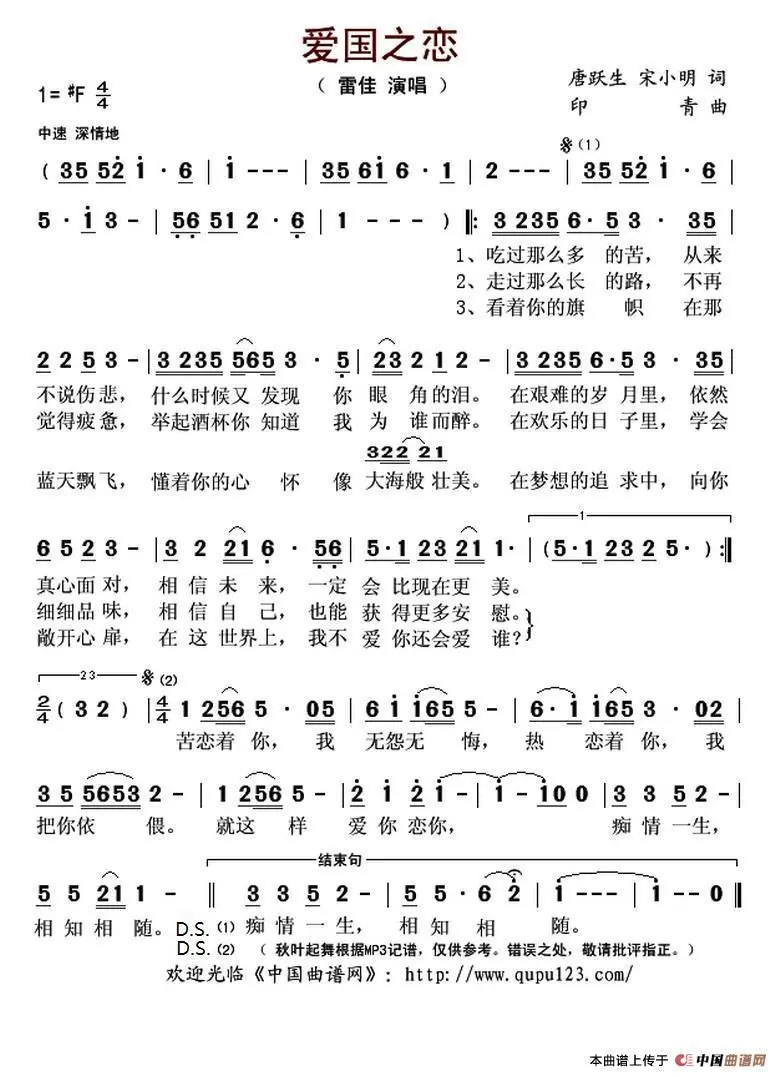 爱国之恋
( 雷佳 演唱 )
唐跃生 宋小明 词
1= #F 4/4
印 青 曲
中速 深情地
𝄋(1)
( 35 52 1 · 6 | 1 - - - | 35 61 6 · 1 | 2 - - - | 35 52 1 · 6 |
5 · 1 3 - | 56 51 2 · 6 | 1 - - - ) ‖: 3 235 6 · 5 3 · 35 |
1、吃过那么多 的苦, 从来
2、走过那么长 的路, 不再
3、看着你的旗 帜 在那
2 2 5 3 - | 3 235 565 3 · 5 | 23 2 1 2 - | 3 235 6 · 5 3 · 35 |
不说伤悲, 什么时候又 发现 你 眼 角的泪。 在艰难的岁 月里, 依然
觉得疲惫, 举起酒杯你 知道 我 为 谁而醉。 在欢乐的日 子里, 学会
322 21
蓝天飘飞, 懂着你的心 怀 像 大海般 壮美。 在梦想的追 求中, 向你
1
6 5 2 3 - | 3 2 21 6 · 56 | 5 · 1 23 21 1 · | ( 5 · 1 23 2 5 · ) :‖
真心面对, 相信 未 来, 一定 会 比现在更 美。
细细品味, 相信 自 己, 也能 获 得更多安 慰。}
敞开心扉, 在 这 世界上, 我不 爱 你还会爱 谁?
2 3 𝄋(2)
2/4 ( 3 2 ) | 4/4 1 256 5 · 05 | 61 165 5 - | 6 · 1 165 3 · 02 |
苦恋着 你, 我 无怨无 悔, 热 恋着 你, 我
3 5 5653 2 - | 1 256 5 - | 2 1 2 1 - | 1 - 100 | 3 3 5 2 - |
把你依 偎。 就这 样 爱 你 恋你, 痴 情 一生,
结束句
5 5 21 1 - ‖ 3 3 5 2 - | 5 5 · 6 2 | 1 - - - | 1 - - 0 ‖
相 知 相 随。D.S. (1) 痴 情 一 生, 相 知 相 随。
D.S. (2) ( 秋叶起舞根据MP3记谱,仅供参考。错误之处,敬请批评指正。)
欢迎光临《中国曲谱网》: http://www.qupu123.com/
本曲谱上传于 中国曲谱网